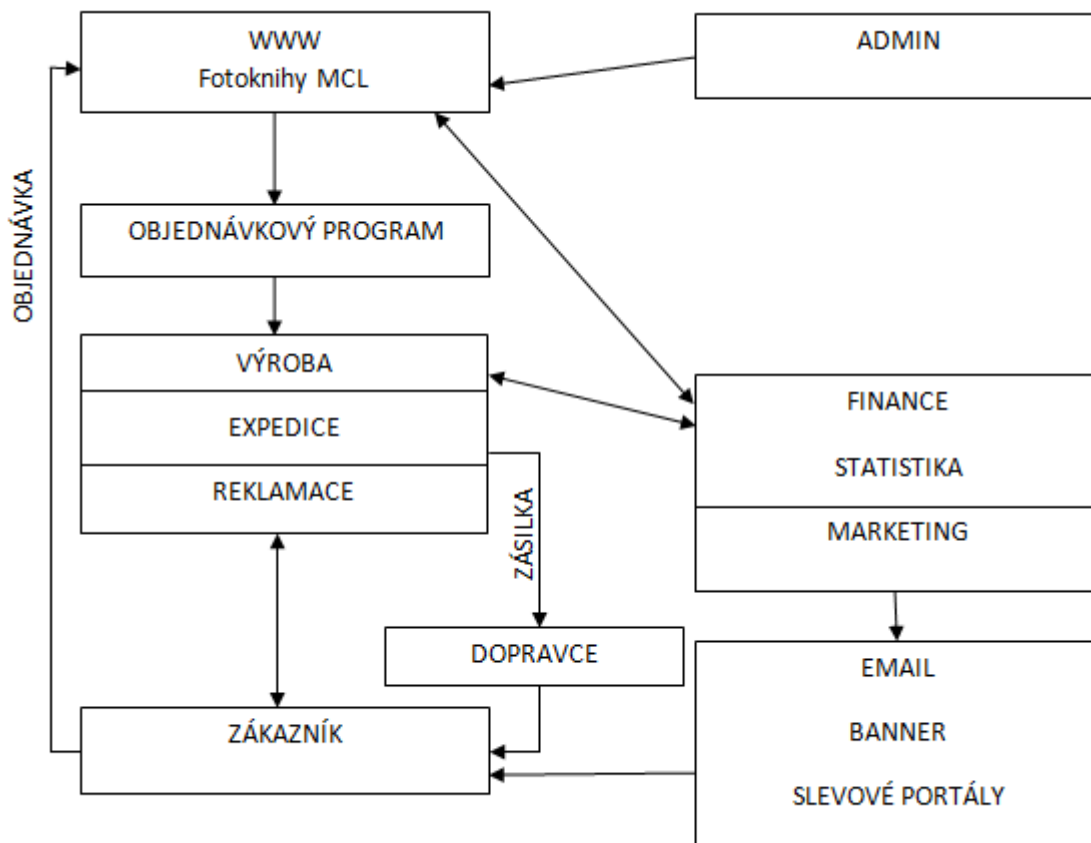 WWW
Fotoknihy MCL
ADMIN
OBJEDNÁVKA
OBJEDNÁVKOVÝ PROGRAM
VÝROBA
EXPEDICE
REKLAMACE
FINANCE
STATISTIKA
MARKETING
ZÁSILKA
DOPRAVCE
ZÁKAZNÍK
EMAIL
BANNER
SLEVOVÉ PORTÁLY